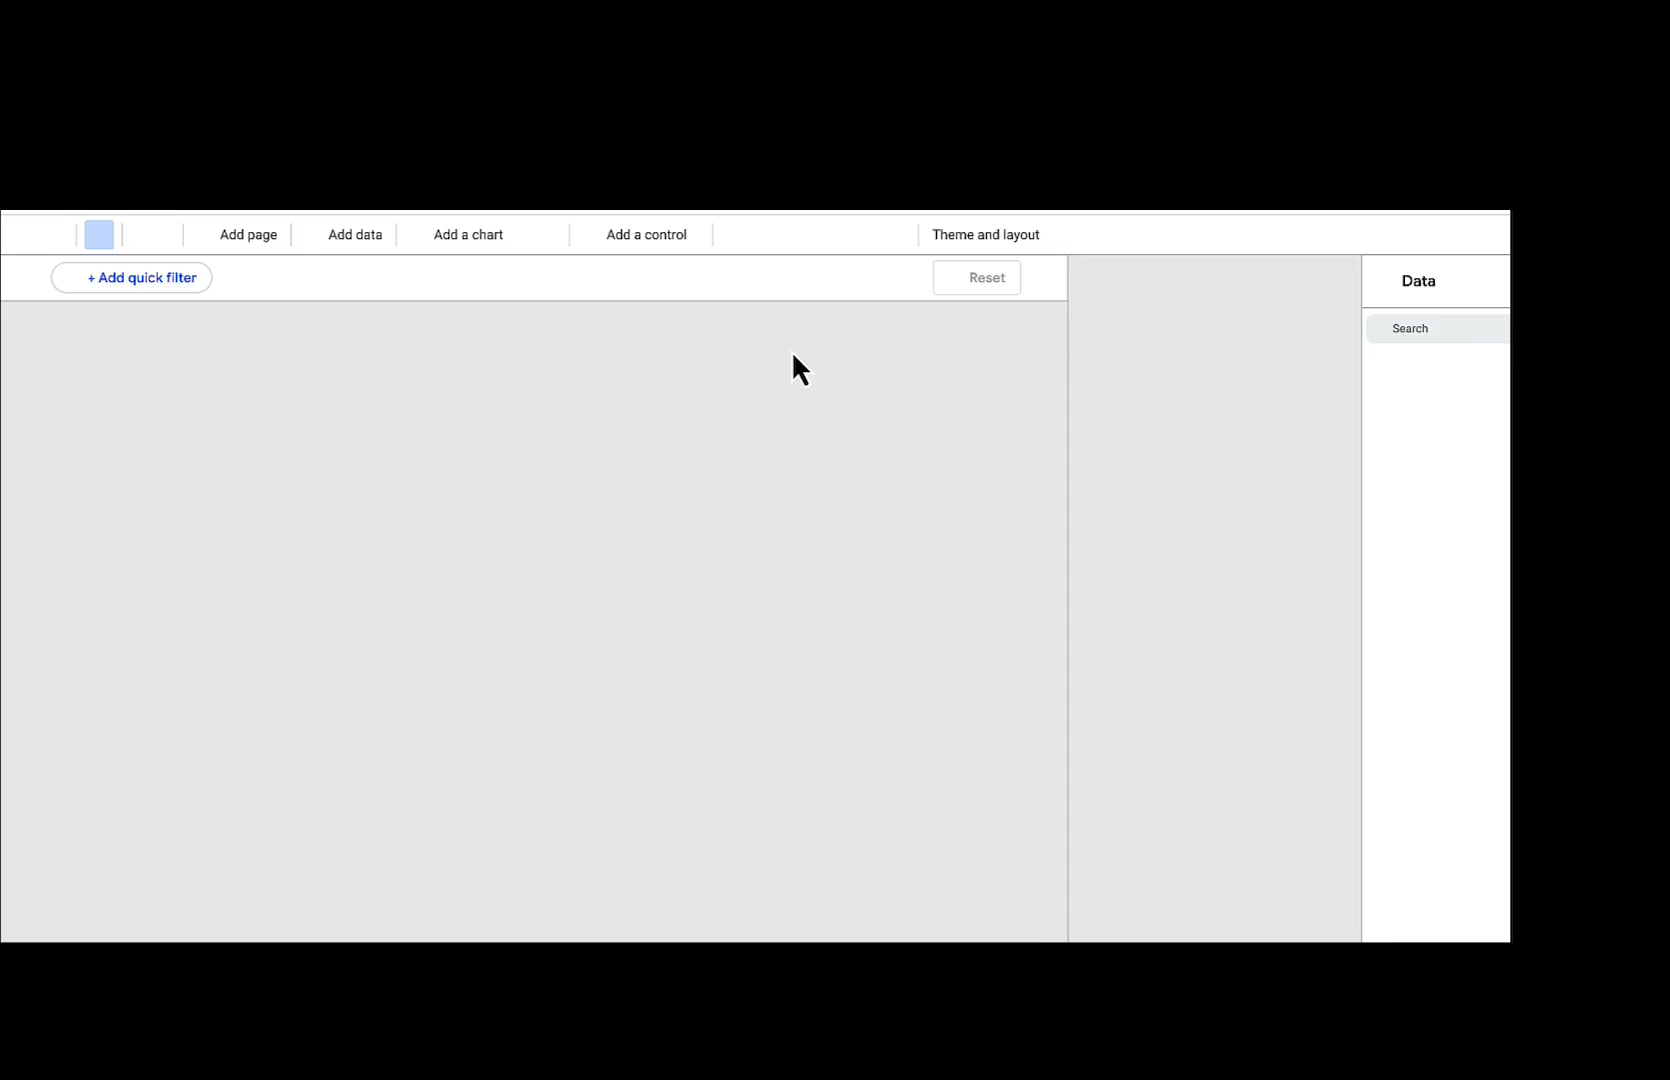 Add page
Add data
Add a chart
Add a control
Theme and layout
+ Add quick filter
Reset
Data
Search